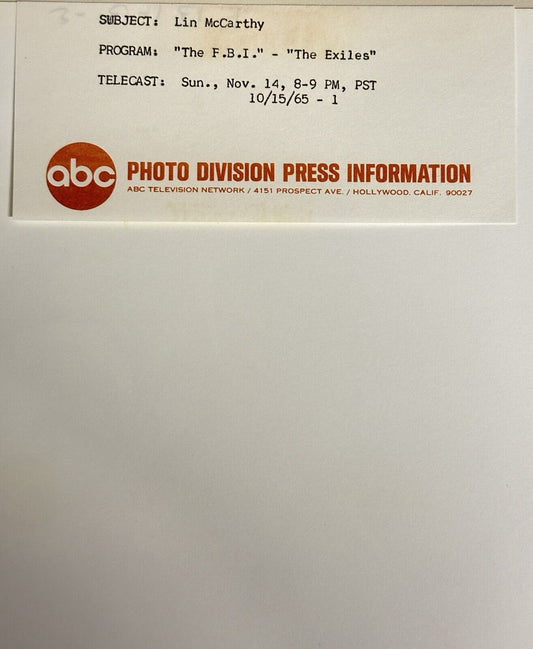 SUBJECT: Lin McCarthy
PROGRAM: "The F.B.I." - "The Exiles"
TELECAST: Sun., Nov. 14, 8-9 PM, PST
10/15/65 - 1
abc PHOTO DIVISION PRESS INFORMATION
ABC TELEVISION NETWORK / 4151 PROSPECT AVE. / HOLLYWOOD, CALIF. 90027